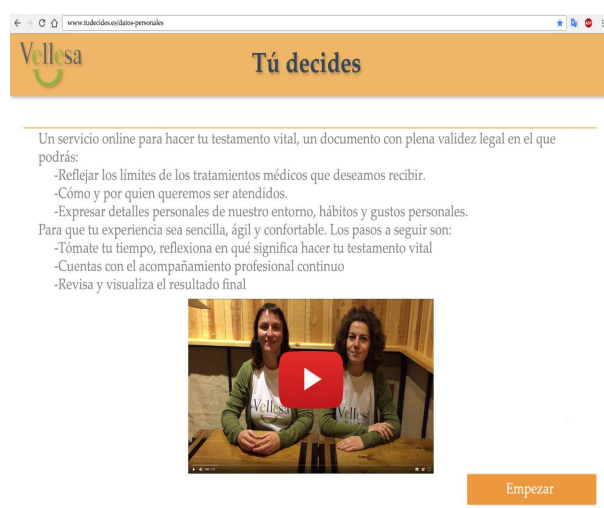 www.tudecides.es/datos-personales
Vellesa
Tú decides
Un servicio online para hacer tu testamento vital, un documento con plena validez legal en el que
podrás:
-Reflejar los límites de los tratamientos médicos que deseamos recibir.
-Cómo y por quien queremos ser atendidos.
-Expresar detalles personales de nuestro entorno, hábitos y gustos personales.
Para que tu experiencia sea sencilla, ágil y confortable. Los pasos a seguir son:
-Tómate tu tiempo, reflexiona en qué significa hacer tu testamento vital
-Cuentas con el acompañamiento profesional continuo
-Revisa y visualiza el resultado final
Vellesa
Vellesa
Empezar